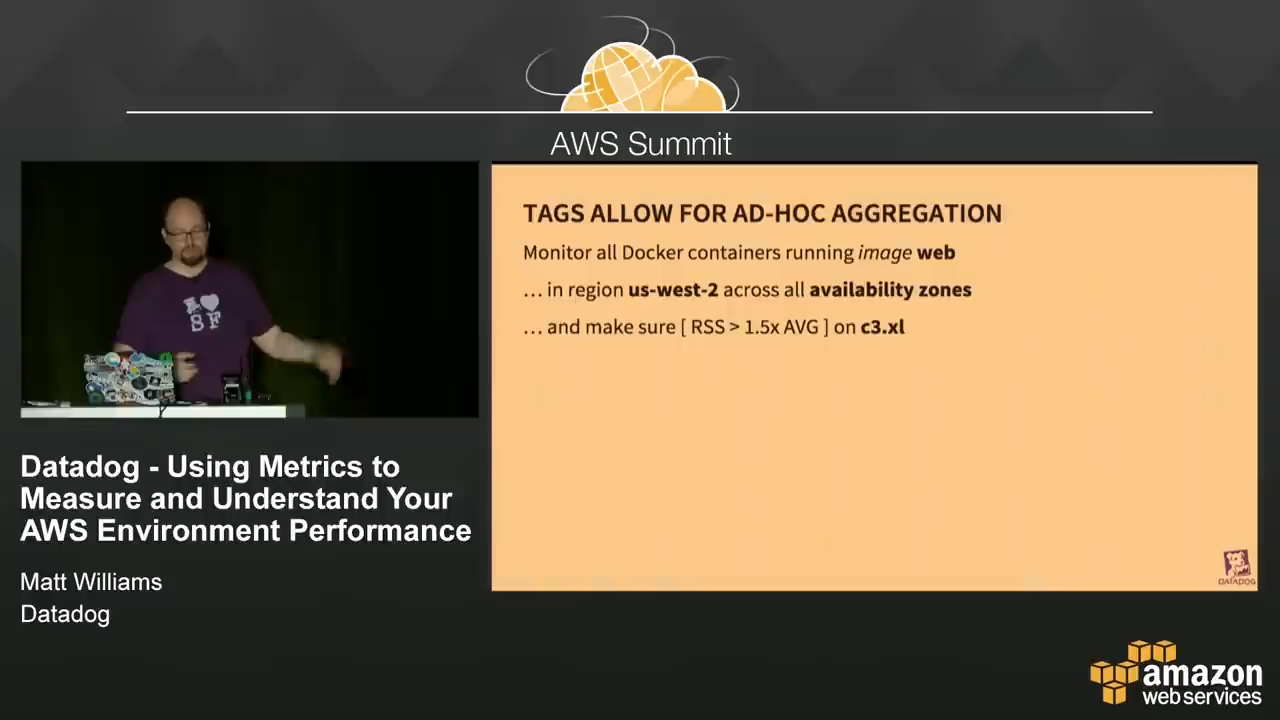 AWS Summit
TAGS ALLOW FOR AD-HOC AGGREGATION
Monitor all Docker containers running image web
… in region us-west-2 across all availability zones
… and make sure [ RSS > 1.5x AVG ] on c3.xl
DATADOG
I
SF
Datadog - Using Metrics to
Measure and Understand Your
AWS Environment Performance
Matt Williams
Datadog
amazon
web services